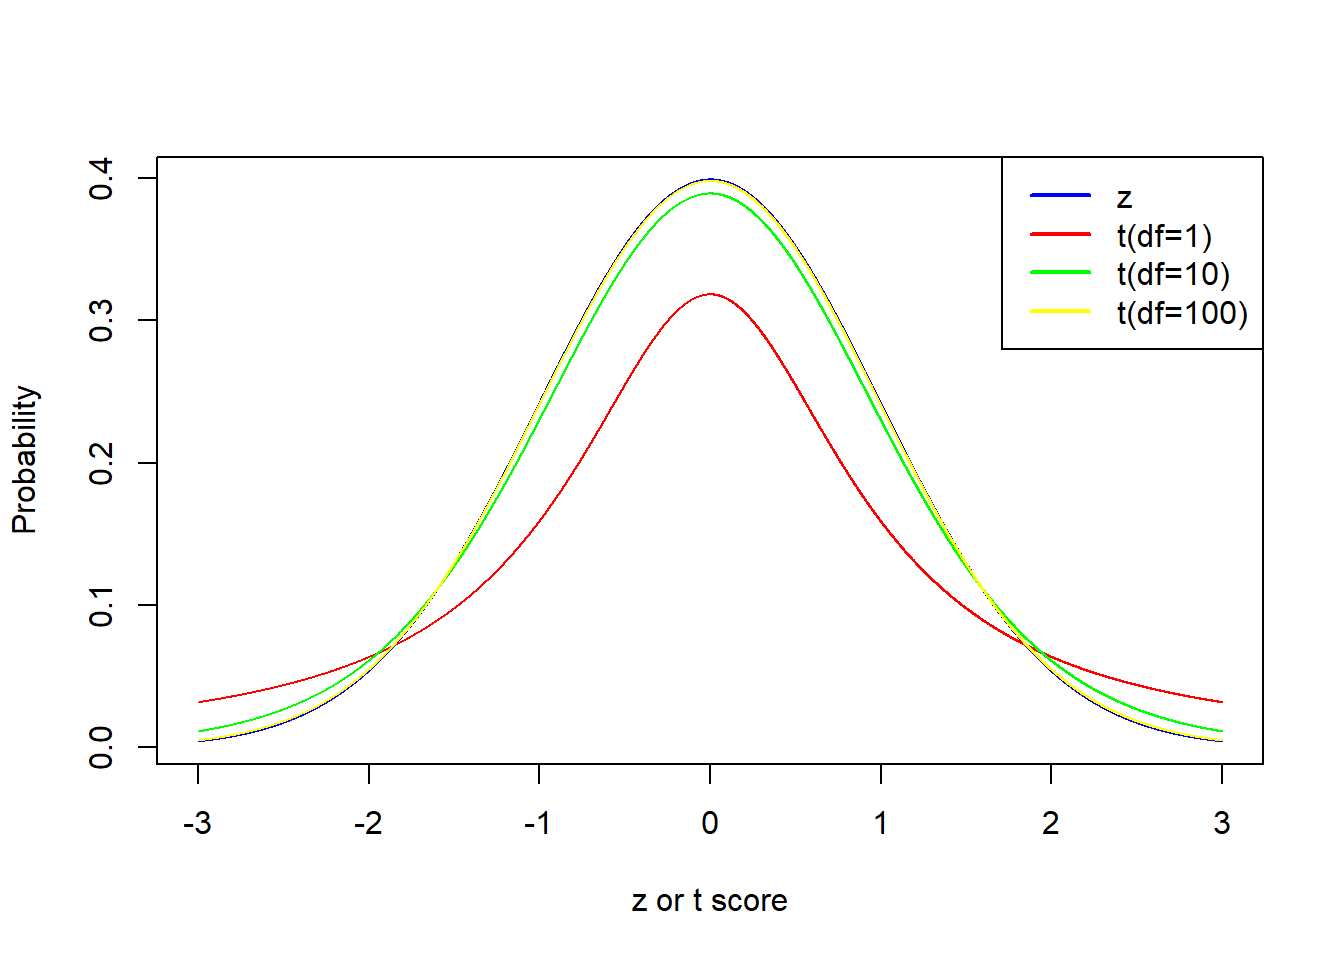 z
t(df=1)
t(df=10)
t(df=100)
0.4
0.3
0.2
0.1
0.0
Probability
-3 -2 -1 0 1 2 3
z or t score